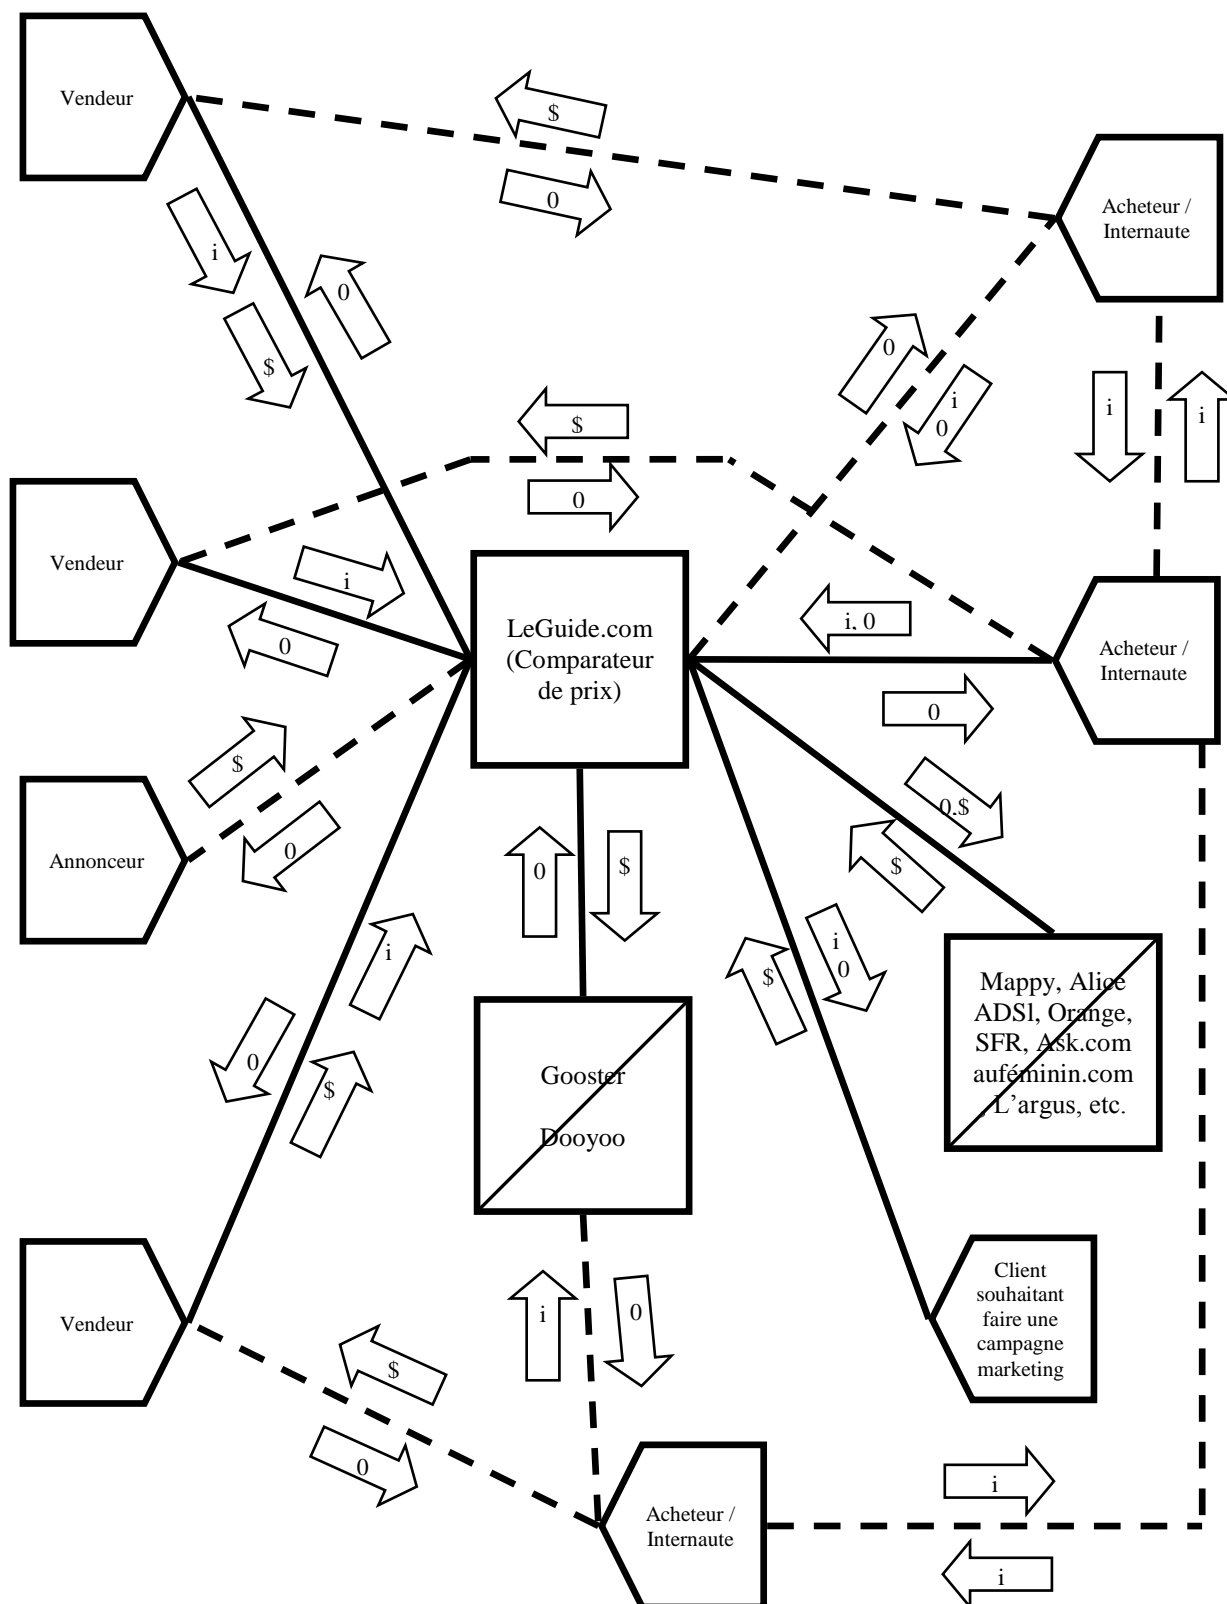 Vendeur
$
0
Acheteur /
Internaute
i
$
0
0
i
0
i
i
$
0
Vendeur
i
0
LeGuide.com
(Comparateur
de prix)
i, 0
0
Acheteur /
Internaute
$
0
Annonceur
0
$
0,$
$
i
0
$
$
i
0
Gooster
Dooyoo
Mappy, Alice
ADSl, Orange,
SFR, Ask.com
auféminin.com
, L'argus, etc.
Vendeur
i
0
Client
souhaitant
faire une
campagne
marketing
$
0
Acheteur /
Internaute
i
i